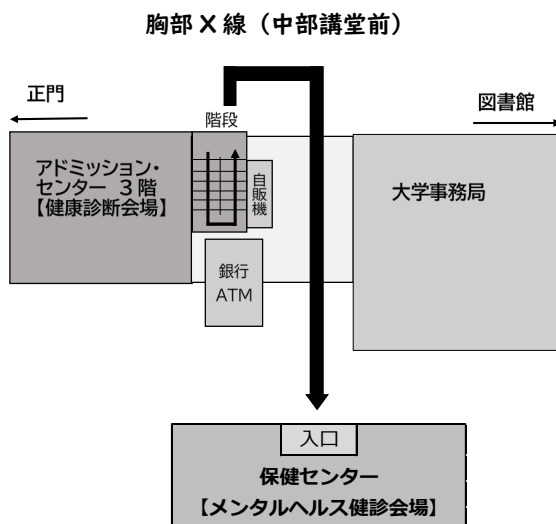 胸部X線（中部講堂前）
正門
図書館
階段
アドミッション・
センター 3階
【健康診断会場】
自
販
機
大学事務局
銀行
ATM
入口
保健センター
【メンタルヘルス健診会場】